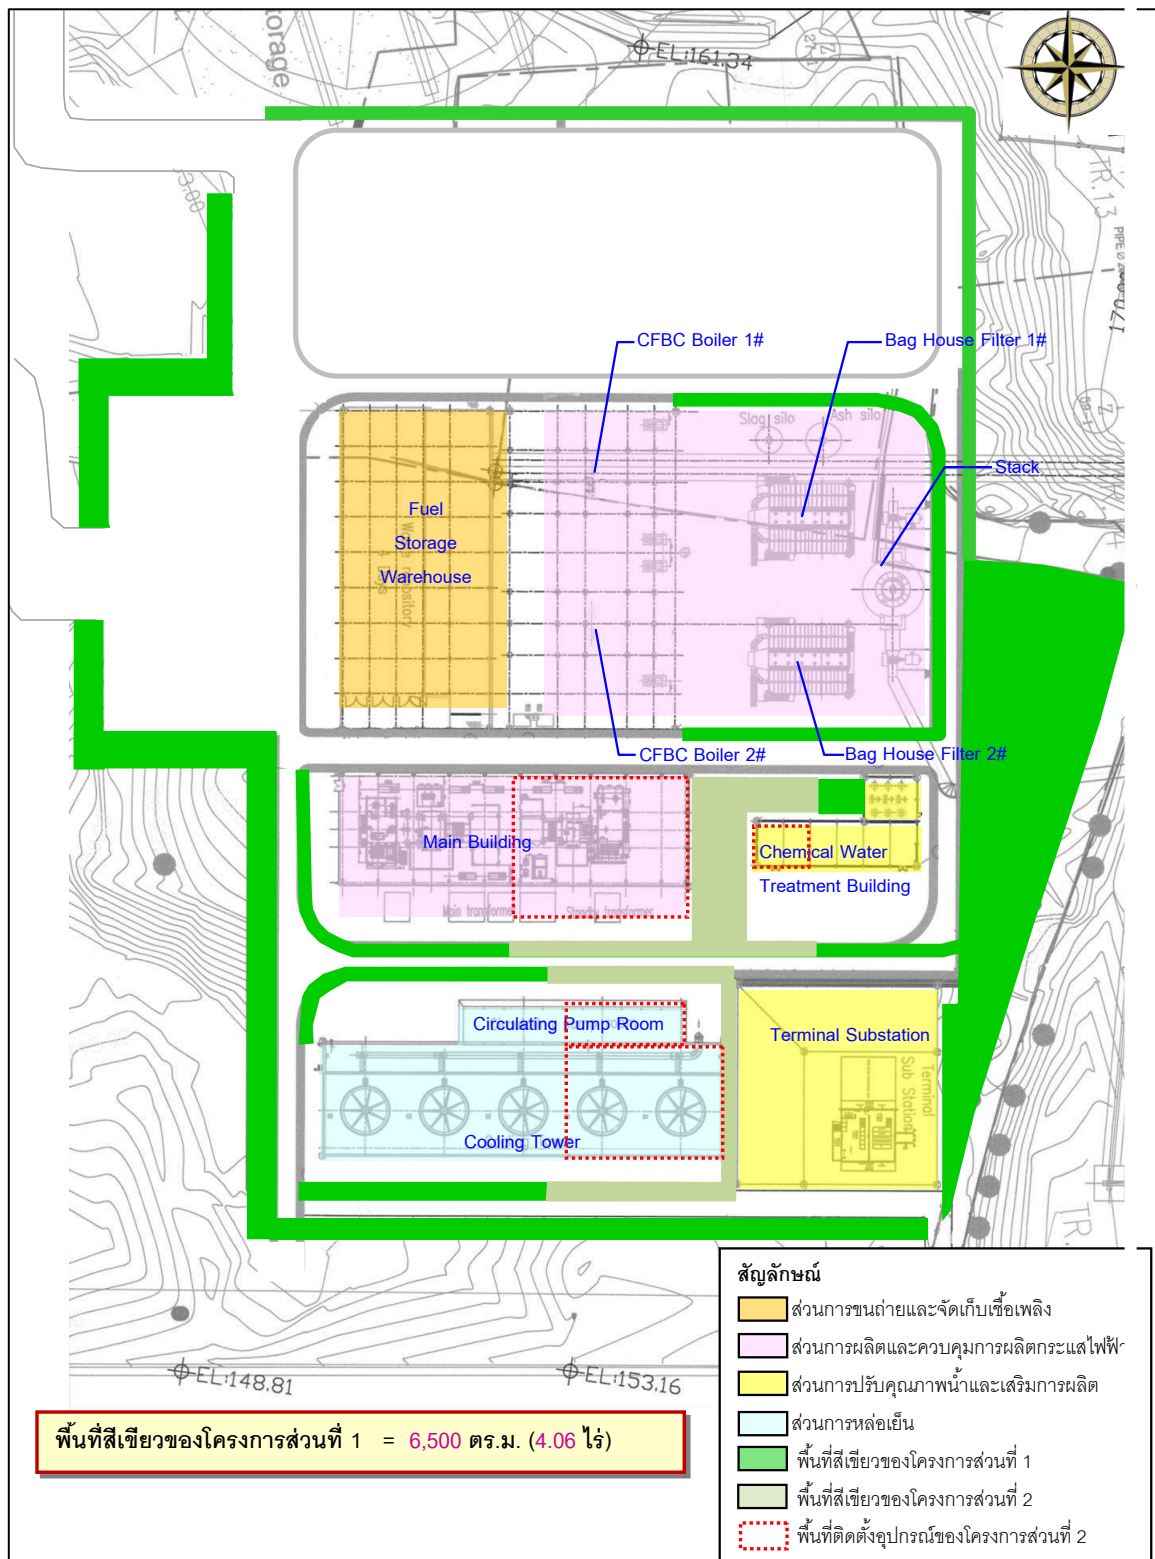 torage
EL:161.34
Z
TR.13
170
3.00
CFBC Boiler 1#
Bag House Filter 1#
Slag silo
Ash silo
Stack
Fuel
Storage
Warehouse
CFBC Boiler 2#
Bag House Filter 2#
Main Building
Chemical Water
Treatment Building
Main transformer
Standby transformer
Circulating Pump Room
Terminal Substation
Terminal
Sub Station
Cooling Tower
TR.
EL:148.81
EL:153.16
พื้นที่สีเขียวของโครงการส่วนที่ 1 = 6,500 ตร.ม. (4.06 ไร่)
สัญลักษณ์
ส่วนการขนถ่ายและจัดเก็บเชื้อเพลิง
ส่วนการผลิตและควบคุมการผลิตกระแสไฟฟ้า
ส่วนการปรับคุณภาพน้ำและเสริมการผลิต
ส่วนการหล่อเย็น
พื้นที่สีเขียวของโครงการส่วนที่ 1
พื้นที่สีเขียวของโครงการส่วนที่ 2
พื้นที่ติดตั้งอุปกรณ์ของโครงการส่วนที่ 2